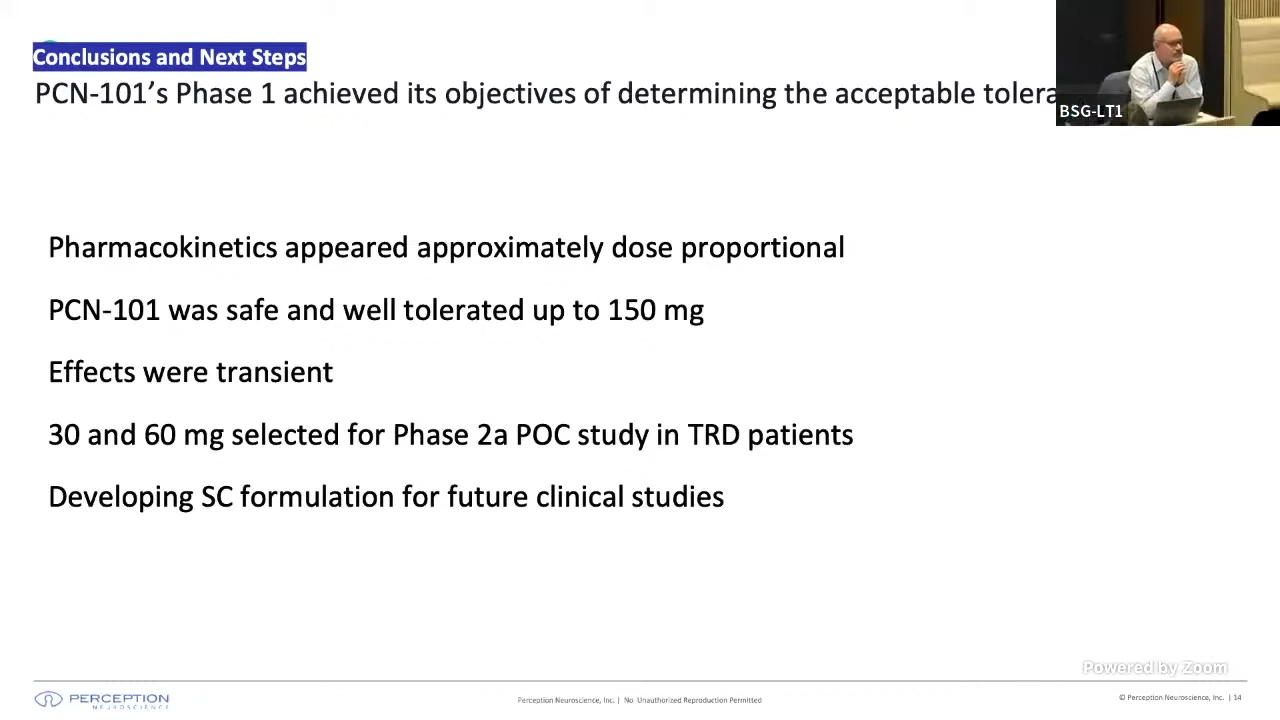 Conclusions and Next Steps
PCN-101’s Phase 1 achieved its objectives of determining the acceptable tolera
BSG-LT1
Pharmacokinetics appeared approximately dose proportional
PCN-101 was safe and well tolerated up to 150 mg
Effects were transient
30 and 60 mg selected for Phase 2a POC study in TRD patients
Developing SC formulation for future clinical studies
Powered by Zoom
PERCEPTION
NEUROSCIENCE
Perception Neuroscience, Inc. | No Unauthorized Reproduction Permitted
© Perception Neuroscience, Inc. | 14